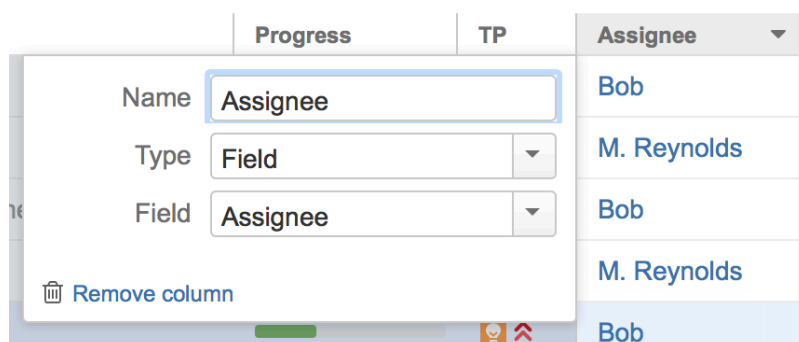 Progress TP Assignee
Name Assignee Bob
Type Field M. Reynolds
Field Assignee Bob
M. Reynolds
Remove column
Bob